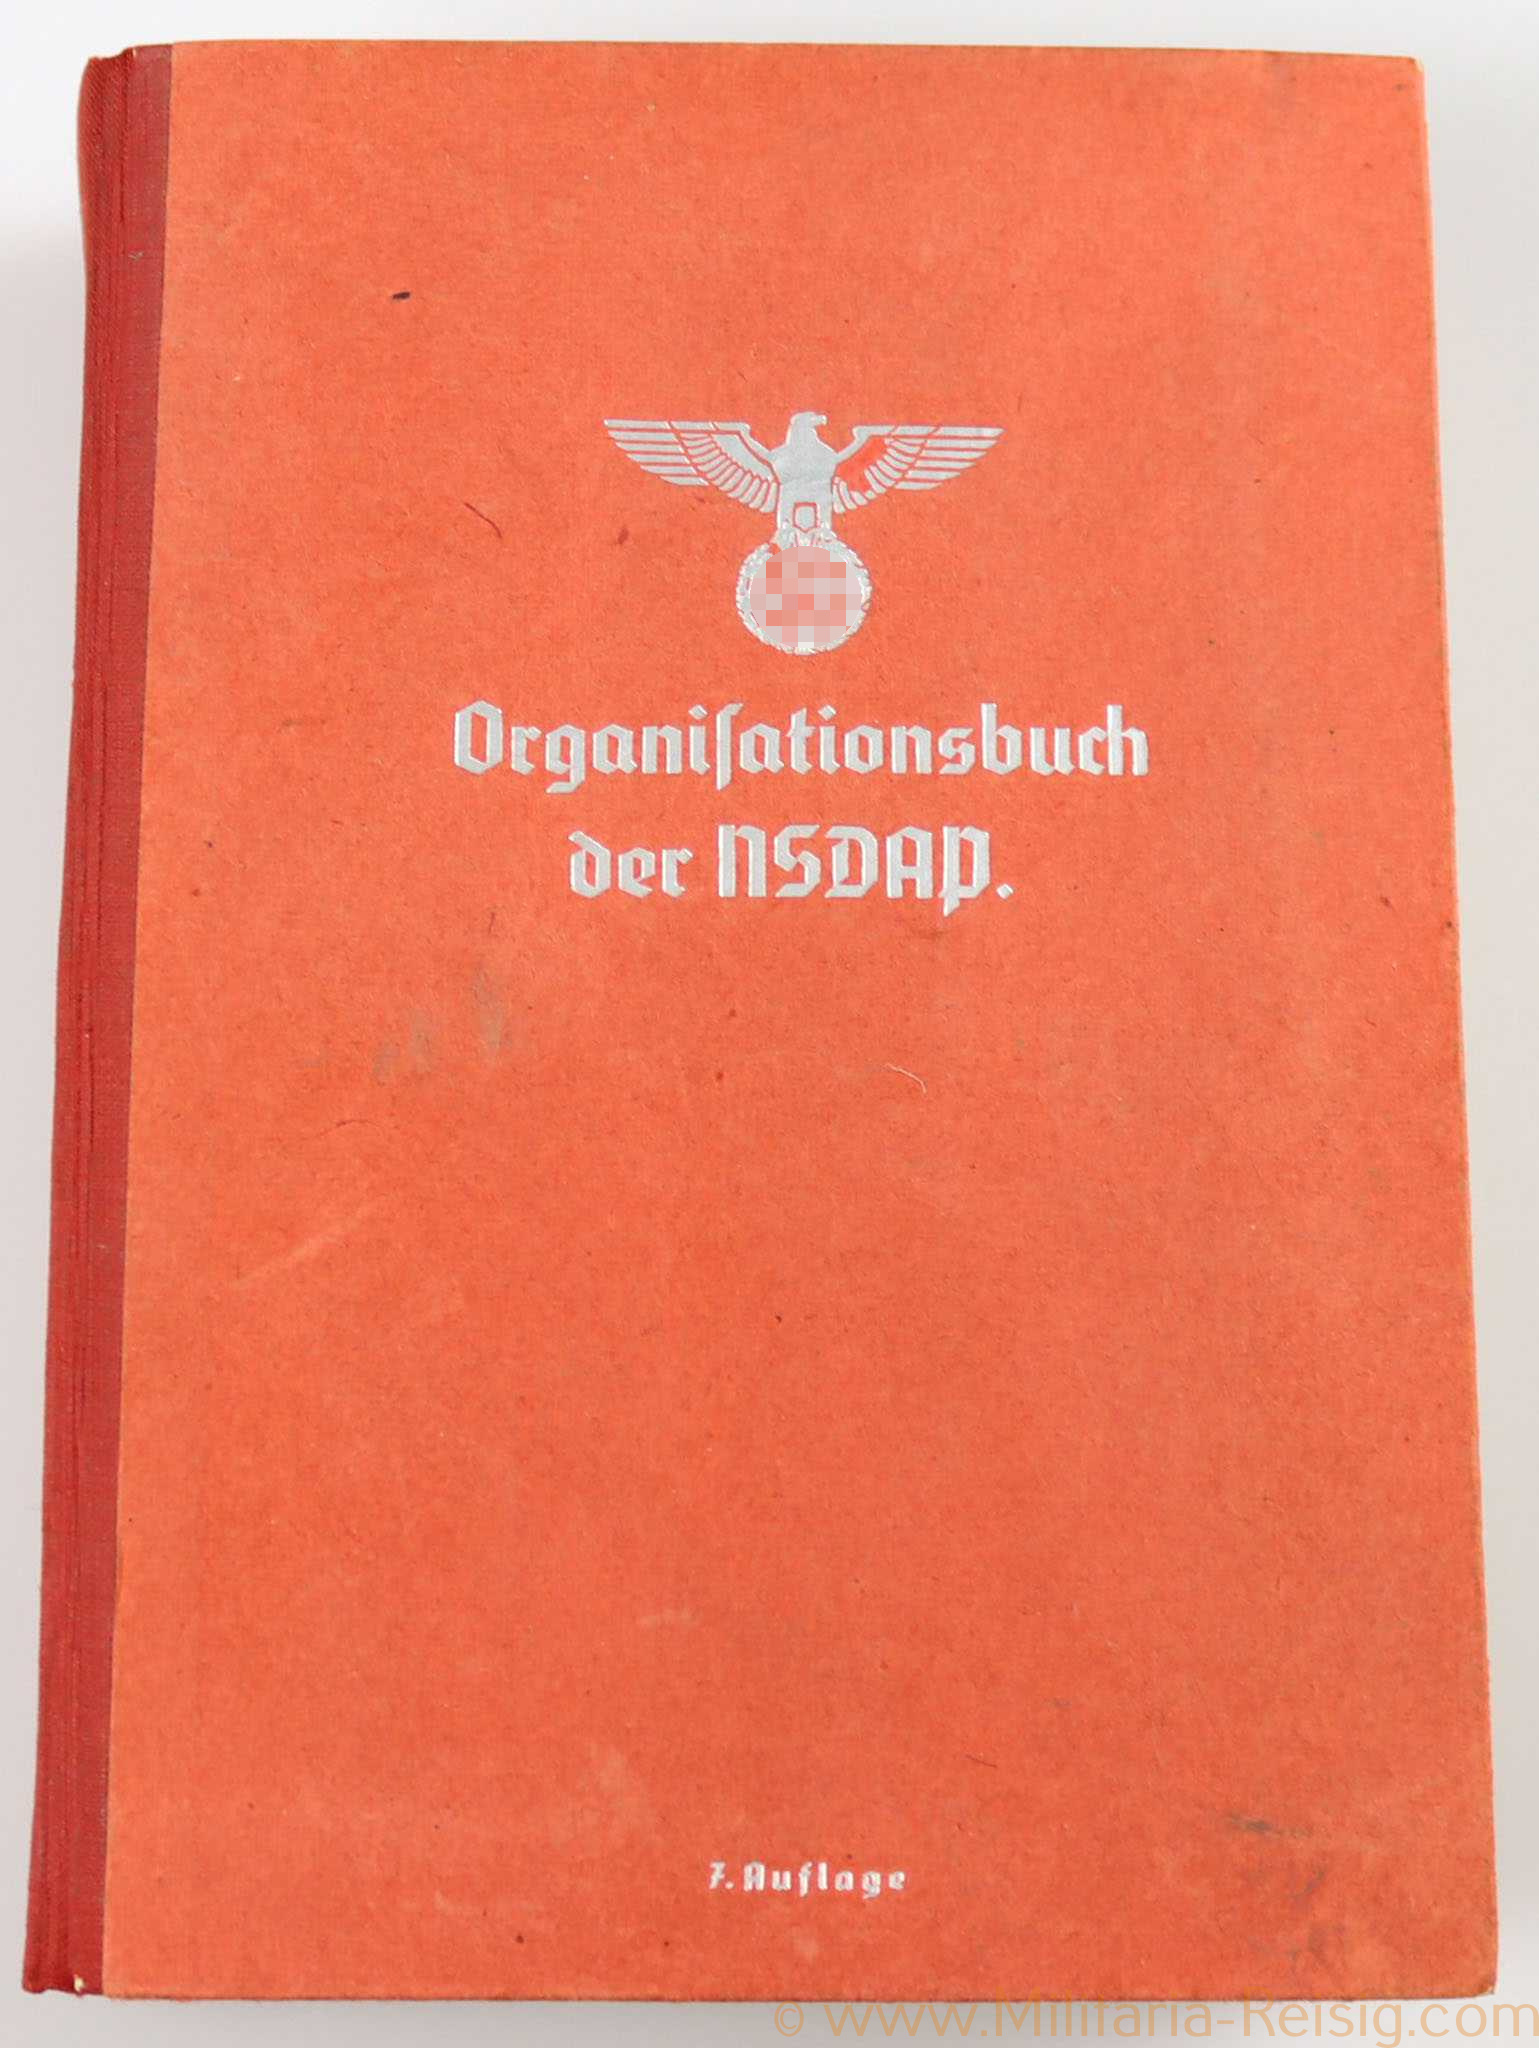 Organiſationsbuch
der NSDAP.
7. Auflage
© www.Militaria-Reisig.com